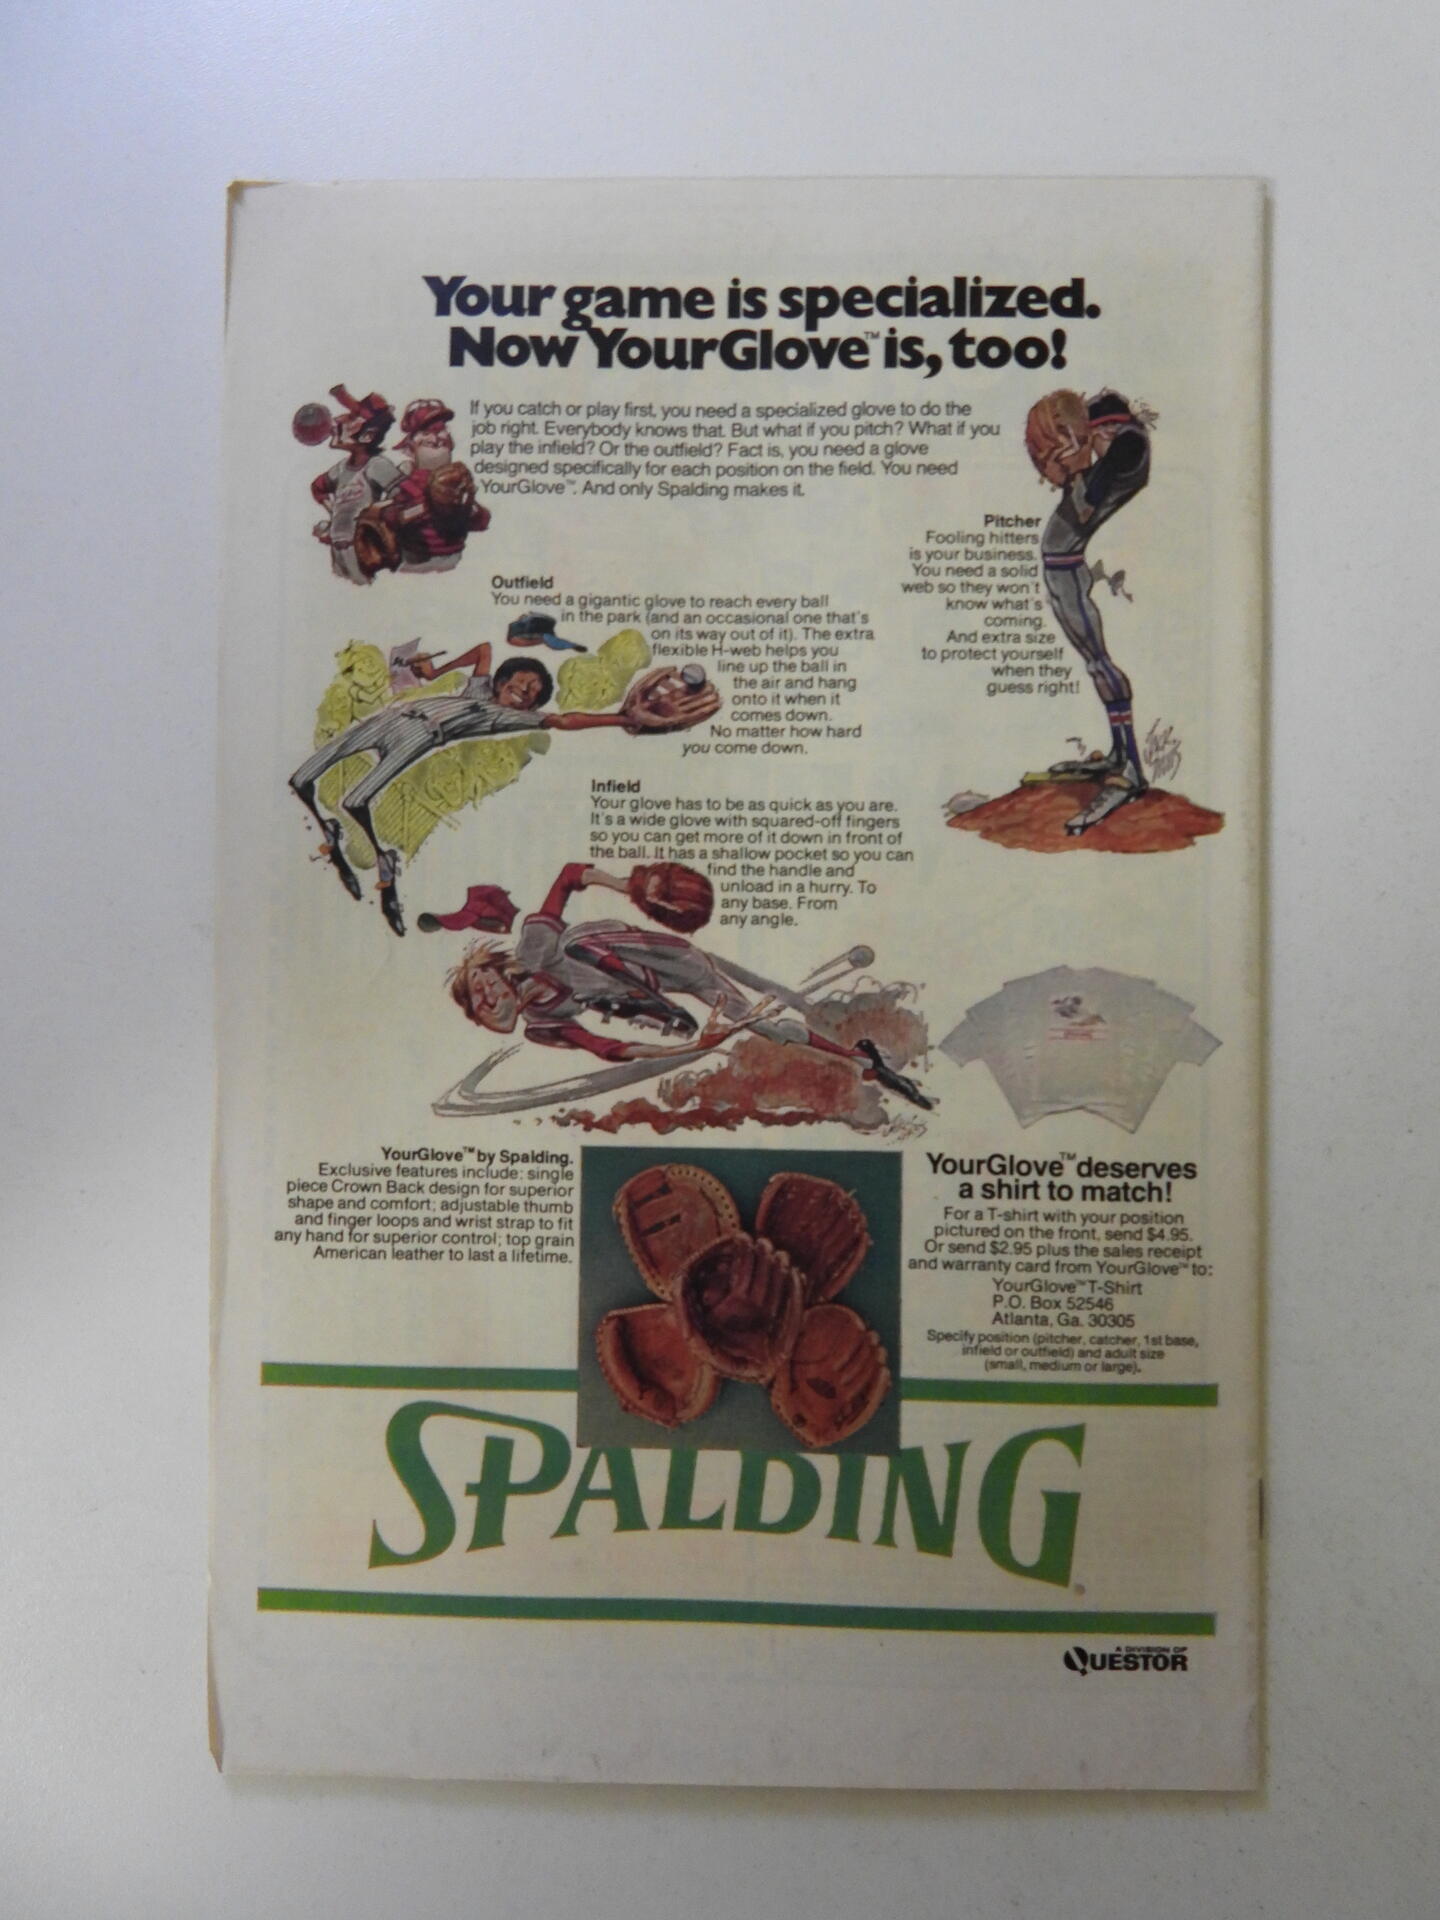 Your game is specialized.
Now YourGlove™ is, too!
If you catch or play first, you need a specialized glove to do the
job right. Everybody knows that. But what if you pitch? What if you
play the infield? Or the outfield? Fact is, you need a glove
designed specifically for each position on the field. You need
YourGlove™. And only Spalding makes it.
Pitcher
Fooling hitters
is your business.
You need a solid
web so they won't
know what's
coming.
And extra size
to protect yourself
when they
guess right!
Outfield
You need a gigantic glove to reach every ball
in the park (and an occasional one that's
on its way out of it). The extra
flexible H-web helps you
line up the ball in
the air and hang
onto it when it
comes down.
No matter how hard
you come down.
Infield
Your glove has to be as quick as you are.
It's a wide glove with squared-off fingers
so you can get more of it down in front of
the ball. It has a shallow pocket so you can
find the handle and
unload in a hurry. To
any base. From
any angle.
YourGlove™ by Spalding.
Exclusive features include: single
piece Crown Back design for superior
shape and comfort; adjustable thumb
and finger loops and wrist strap to fit
any hand for superior control; top grain
American leather to last a lifetime.
YourGlove™ deserves
a shirt to match!
For a T-shirt with your position
pictured on the front, send $4.95.
Or send $2.95 plus the sales receipt
and warranty card from YourGlove™ to:
YourGlove™ T-Shirt
P.O. Box 52546
Atlanta, Ga. 30305
Specify position (pitcher, catcher, 1st base,
infield or outfield) and adult size
(small, medium or large).
SPALDING®
A DIVISION OF
QUESTOR